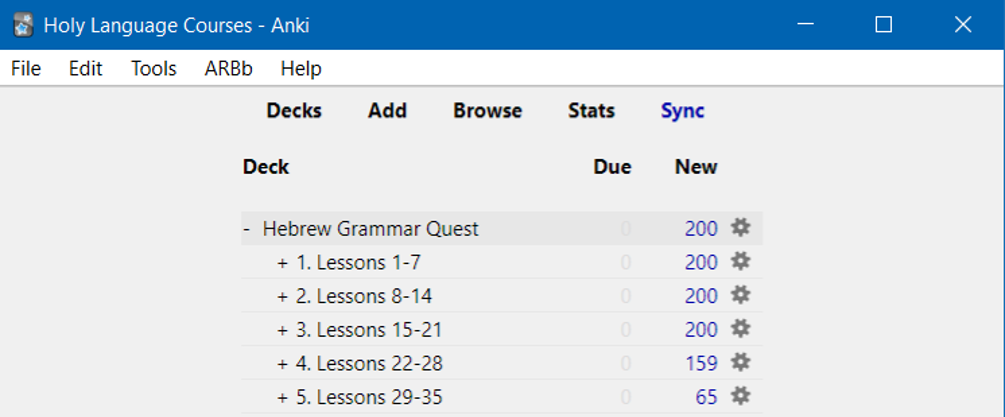 Holy Language Courses - Anki
File Edit Tools ARBb Help
Decks Add Browse Stats Sync
Deck Due New
- Hebrew Grammar Quest 0 200
+ 1. Lessons 1-7 0 200
+ 2. Lessons 8-14 0 200
+ 3. Lessons 15-21 0 200
+ 4. Lessons 22-28 0 159
+ 5. Lessons 29-35 0 65